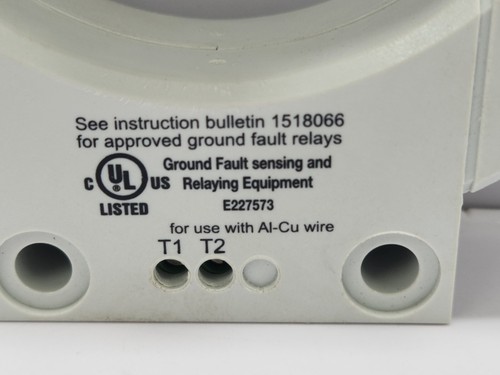 See instruction bulletin 1518066
for approved ground fault relays
Ground Fault sensing and
C UL ® US Relaying Equipment
LISTED E227573
for use with Al-Cu wire
T1 T2